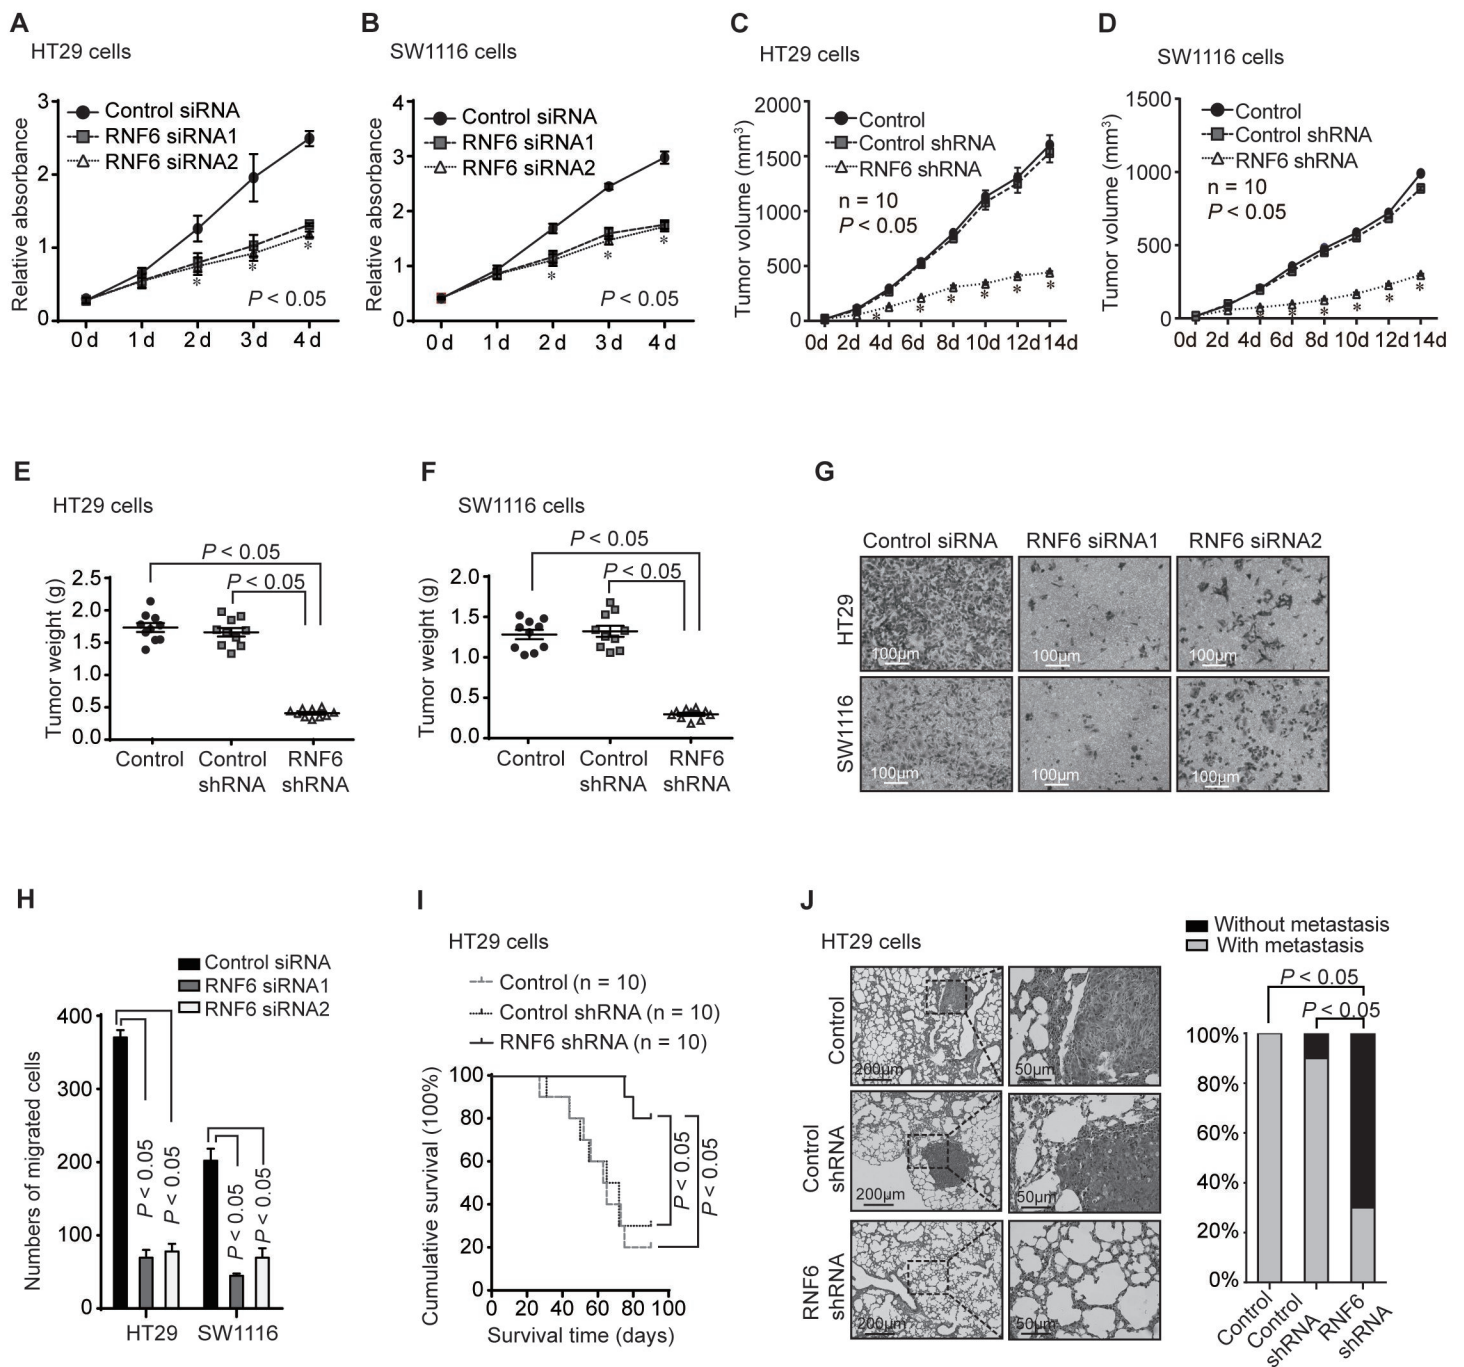 A
HT29 cells
Relative absorbance
3
2
1
0
Control siRNA
RNF6 siRNA1
RNF6 siRNA2
*
*
*
P < 0.05
0 d
1 d
2 d
3 d
4 d
B
SW1116 cells
Relative absorbance
4
3
2
1
0
Control siRNA
RNF6 siRNA1
RNF6 siRNA2
*
*
*
P < 0.05
0 d
1 d
2 d
3 d
4 d
C
HT29 cells
Tumor volume (mm³)
2000
1500
1000
500
0
Control
Control shRNA
RNF6 shRNA
n = 10
P < 0.05
* * * * * *
0d 2d 4d 6d 8d 10d 12d 14d
D
SW1116 cells
Tumor volume (mm³)
1500
1000
500
0
Control
Control shRNA
RNF6 shRNA
n = 10
P < 0.05
* * * * * *
0d 2d 4d 6d 8d 10d 12d 14d
E
HT29 cells
P < 0.05
P < 0.05
Tumor weight (g)
2.5
2.0
1.5
1.0
0.5
0.0
Control
Control
shRNA
RNF6
shRNA
F
SW1116 cells
P < 0.05
P < 0.05
Tumor weight (g)
2.0
1.5
1.0
0.5
0.0
Control
Control
shRNA
RNF6
shRNA
G
Control siRNA
RNF6 siRNA1
RNF6 siRNA2
HT29
100µm
100µm
100µm
SW1116
100µm
100µm
100µm
H
Control siRNA
RNF6 siRNA1
RNF6 siRNA2
Numbers of migrated cells
400
300
200
100
0
P < 0.05
P < 0.05
P < 0.05
P < 0.05
HT29
SW1116
I
HT29 cells
Control (n = 10)
Control shRNA (n = 10)
RNF6 shRNA (n = 10)
Cumulative survival (100%)
100
80
60
40
20
0
P < 0.05
P < 0.05
0 20 40 60 80 100
Survival time (days)
J
HT29 cells
Control
200µm
50µm
Control
shRNA
200µm
50µm
RNF6
shRNA
200µm
50µm
Without metastasis
With metastasis
P < 0.05
P < 0.05
100%
80%
60%
40%
20%
0%
Control
Control
shRNA
RNF6
shRNA